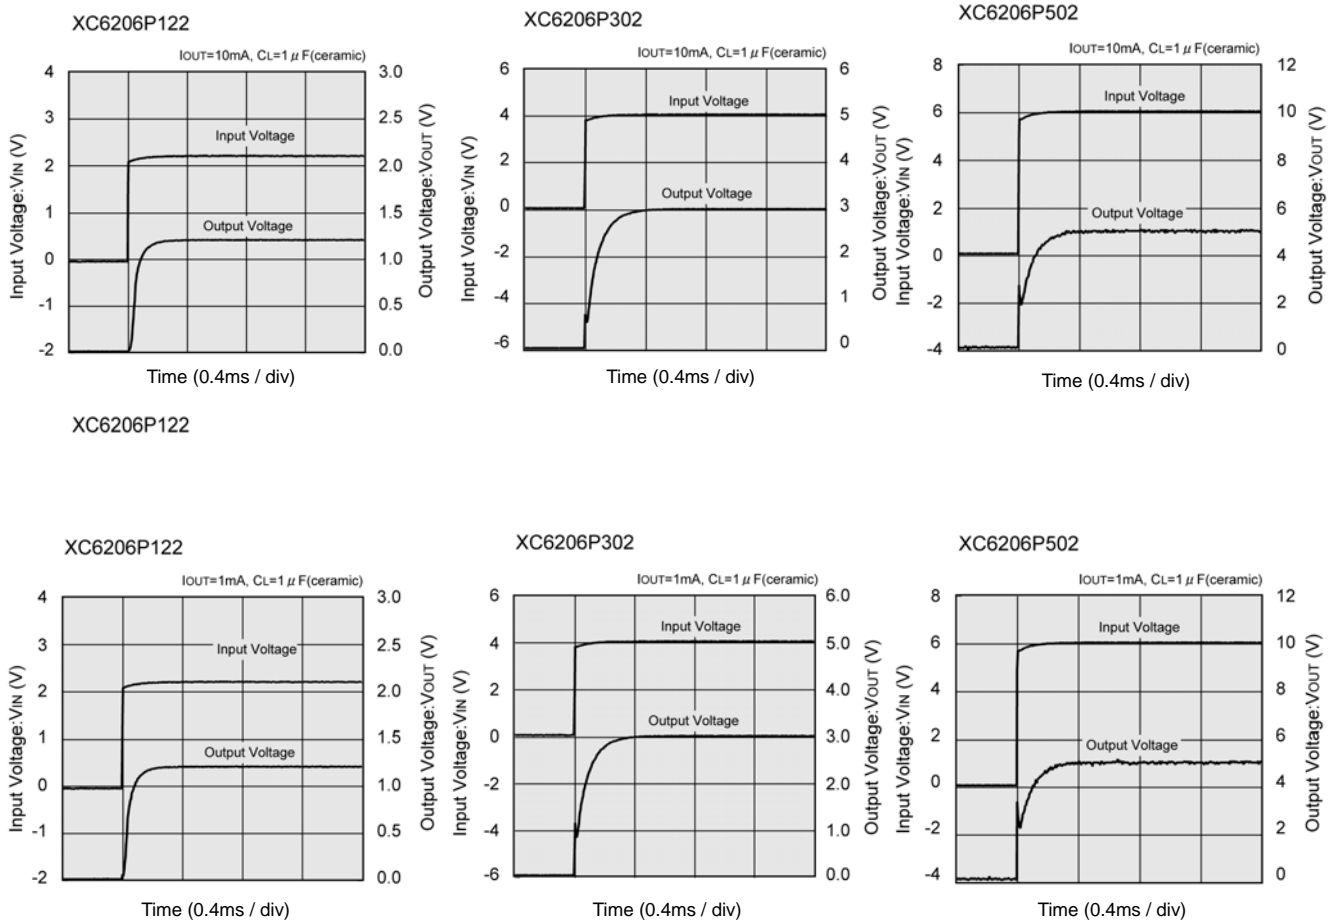 XC6206P122
IOUT=10mA, CL=1 μ F(ceramic)
Input Voltage:VIN (V)
4
3
2
1
0
-1
-2
Input Voltage
Output Voltage
3.0
2.5
2.0
1.5
1.0
0.5
0.0
Output Voltage:VOUT (V)
Time (0.4ms / div)
XC6206P302
IOUT=10mA, CL=1 μ F(ceramic)
Input Voltage:VIN (V)
6
4
2
0
-2
-4
-6
Input Voltage
Output Voltage
6
5
4
3
2
1
0
Output Voltage:VOUT (V)
Time (0.4ms / div)
XC6206P502
IOUT=10mA, CL=1 μ F(ceramic)
Input Voltage:VIN (V)
8
6
4
2
0
-2
-4
Input Voltage
Output Voltage
12
10
8
6
4
2
0
Output Voltage:VOUT (V)
Time (0.4ms / div)
XC6206P122
XC6206P122
IOUT=1mA, CL=1 μ F(ceramic)
Input Voltage:VIN (V)
4
3
2
1
0
-1
-2
Input Voltage
Output Voltage
3.0
2.5
2.0
1.5
1.0
0.5
0.0
Output Voltage:VOUT (V)
Time (0.4ms / div)
XC6206P302
IOUT=1mA, CL=1 μ F(ceramic)
Input Voltage:VIN (V)
6
4
2
0
-2
-4
-6
Input Voltage
Output Voltage
6.0
5.0
4.0
3.0
2.0
1.0
0.0
Output Voltage:VOUT (V)
Time (0.4ms / div)
XC6206P502
IOUT=1mA, CL=1 μ F(ceramic)
Input Voltage:VIN (V)
8
6
4
2
0
-2
-4
Input Voltage
Output Voltage
12
10
8
6
4
2
0
Output Voltage:VOUT (V)
Time (0.4ms / div)